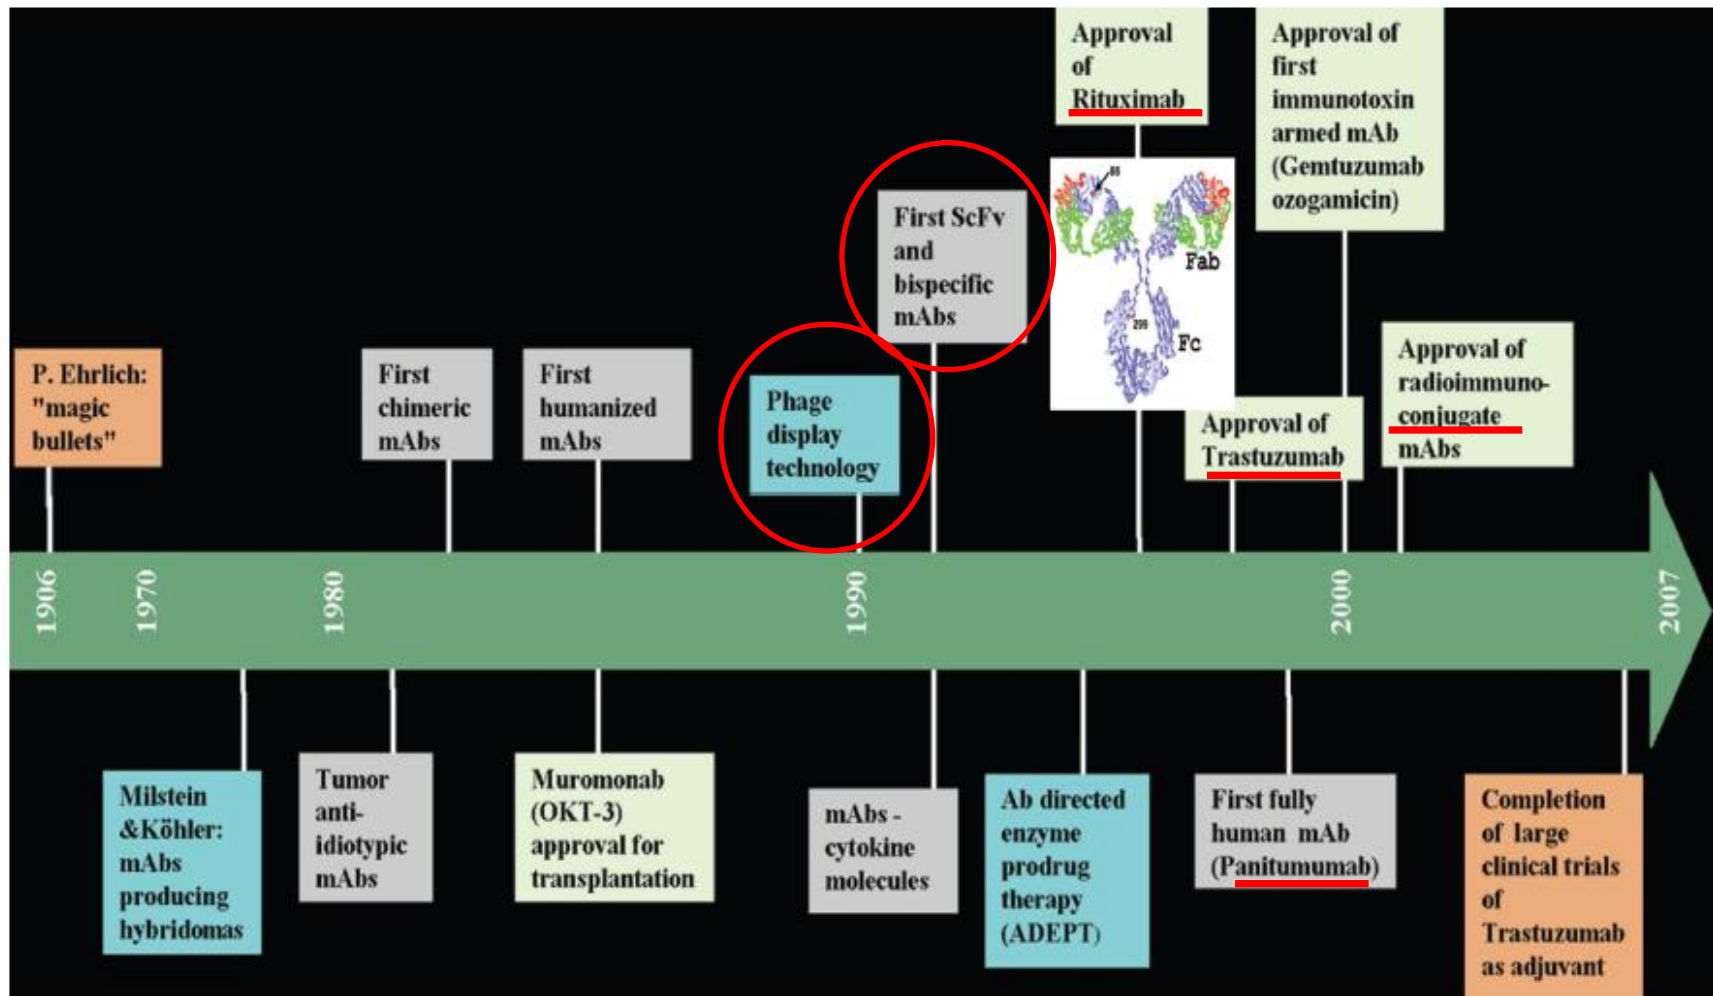 Approval
of
Rituximab
Approval of
first
immunotoxin
armed mAb
(Gemtuzumab
ozogamicin)
88
Fab
299
Fc
First ScFv
and
bispecific
mAbs
P. Ehrlich:
"magic
bullets"
First
chimeric
mAbs
First
humanized
mAbs
Phage
display
technology
Approval of
Trastuzumab
Approval of
radioimmuno-
conjugate
mAbs
1906
1970
1980
1990
2000
2007
Milstein
&Köhler:
mAbs
producing
hybridomas
Tumor
anti-
idiotypic
mAbs
Muromonab
(OKT-3)
approval for
transplantation
mAbs -
cytokine
molecules
Ab directed
enzyme
prodrug
therapy
(ADEPT)
First fully
human mAb
(Panitumumab)
Completion
of large
clinical trials
of
Trastuzumab
as adjuvant